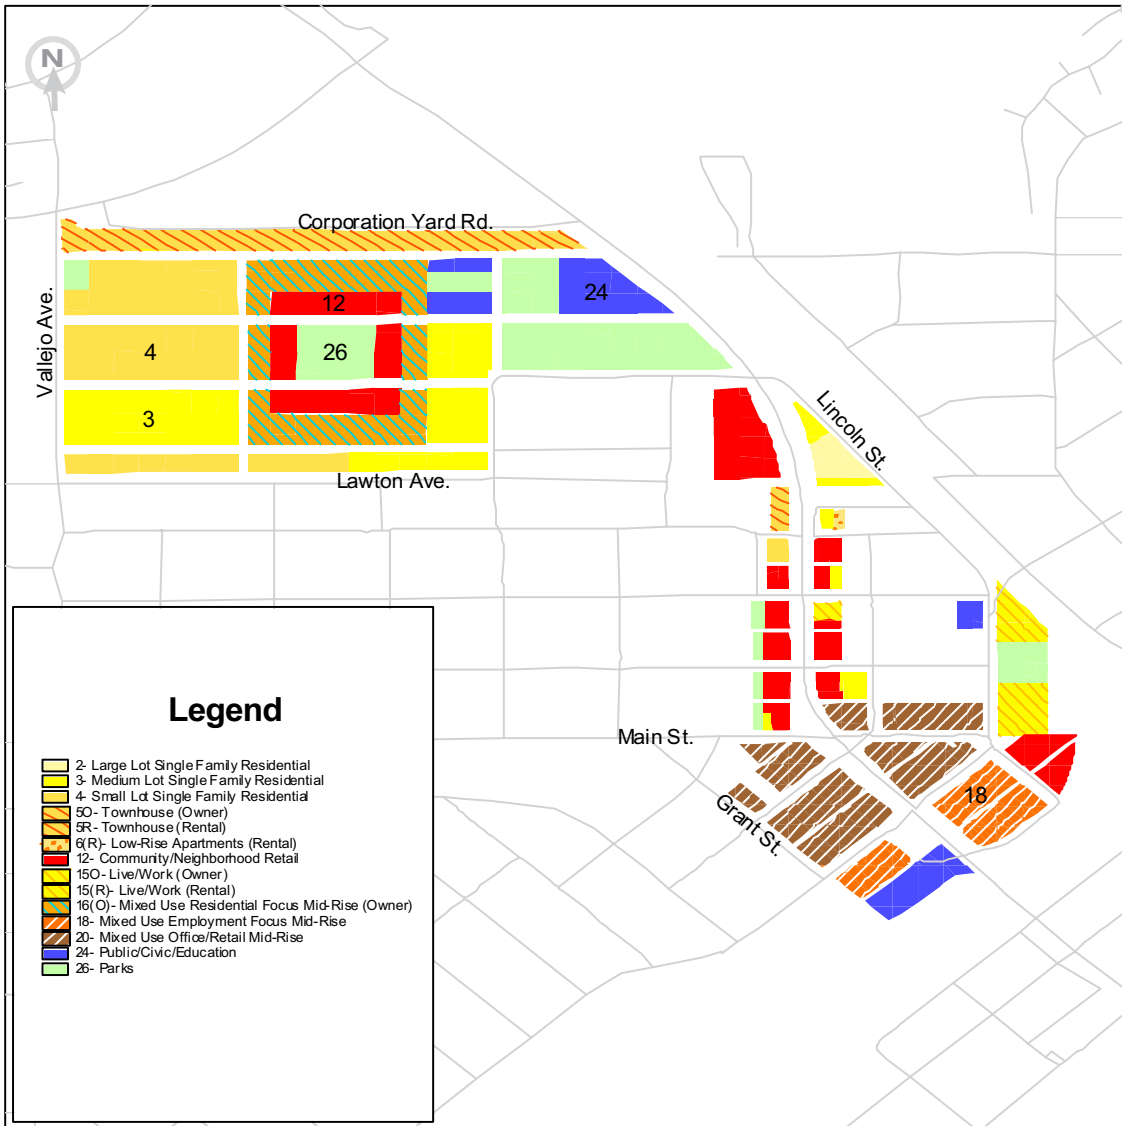 N
Corporation Yard Rd.
24
12
Vallejo Ave.
4
26
3
Lincoln St.
Lawton Ave.
Main St.
18
Grant St.
Legend
2- Large Lot Single Family Residential
3- Medium Lot Single Family Residential
4- Small Lot Single Family Residential
5O- Townhouse (Owner)
5R- Townhouse (Rental)
6(R)- Low-Rise Apartments (Rental)
12- Community/Neighborhood Retail
15O- Live/Work (Owner)
15(R)- Live/Work (Rental)
16(O)- Mixed Use Residential Focus Mid-Rise (Owner)
18- Mixed Use Employment Focus Mid-Rise
20- Mixed Use Office/Retail Mid-Rise
24- Public/Civic/Education
26- Parks